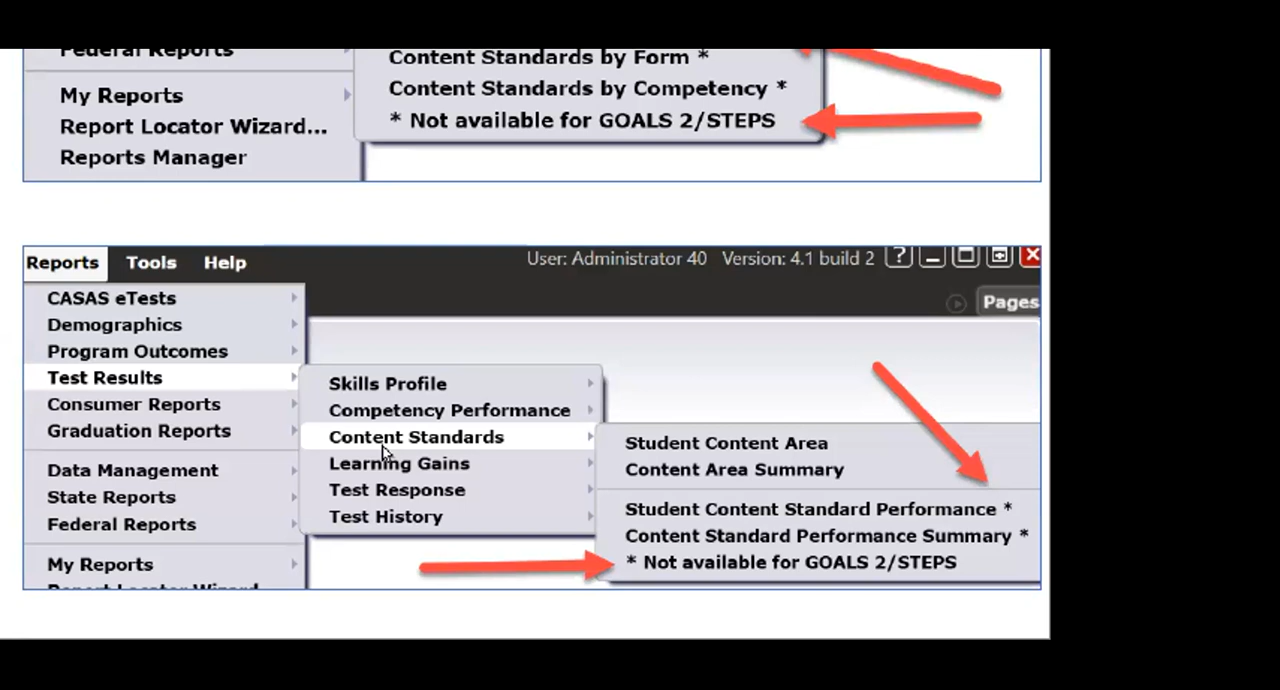 Federal Reports
Content Standards by Form *
My Reports
Content Standards by Competency *
Report Locator Wizard...
* Not available for GOALS 2/STEPS
Reports Manager
Reports Tools Help User: Administrator 40 Version: 4.1 build 2 ?
Pages
CASAS eTests
Demographics
Program Outcomes
Test Results
Consumer Reports
Graduation Reports
Data Management
State Reports
Federal Reports
My Reports
Report Locator Wizard
Skills Profile
Competency Performance
Content Standards
Learning Gains
Test Response
Test History
Student Content Area
Content Area Summary
Student Content Standard Performance *
Content Standard Performance Summary *
* Not available for GOALS 2/STEPS